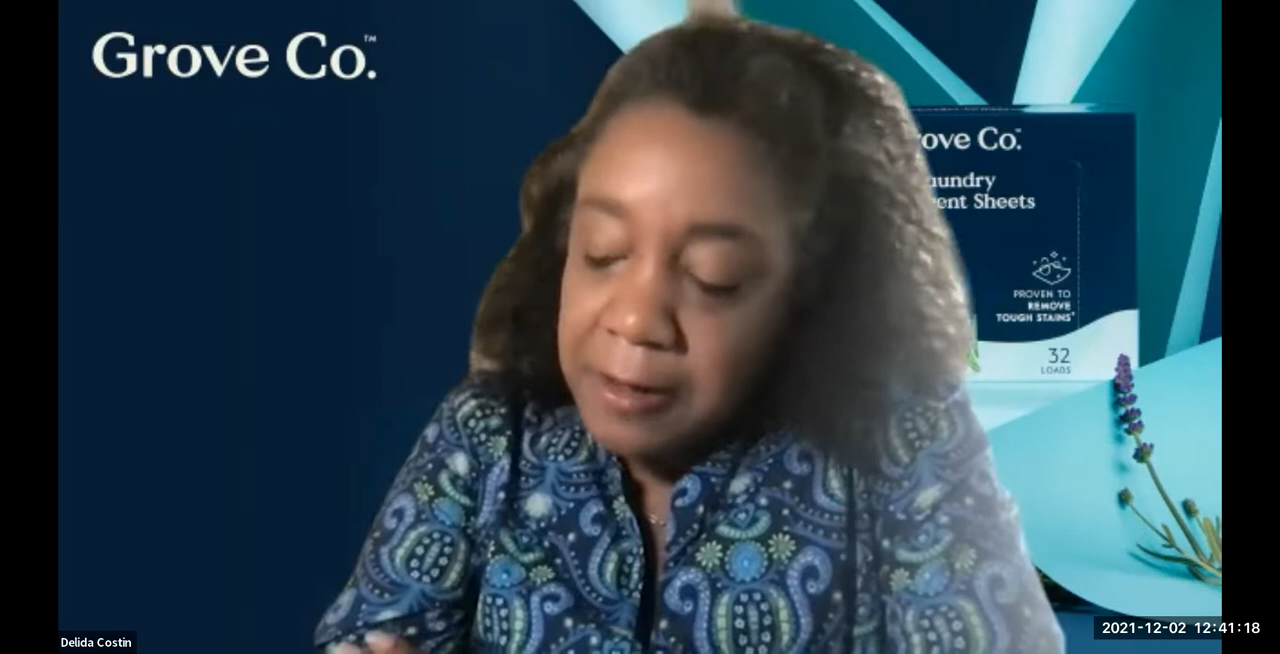 Grove Co.™
ove Co.™
aundry
ent Sheets
PROVEN TO
REMOVE
TOUGH STAINS*
32
LOADS
Delida Costin
2021-12-02 12:41:18